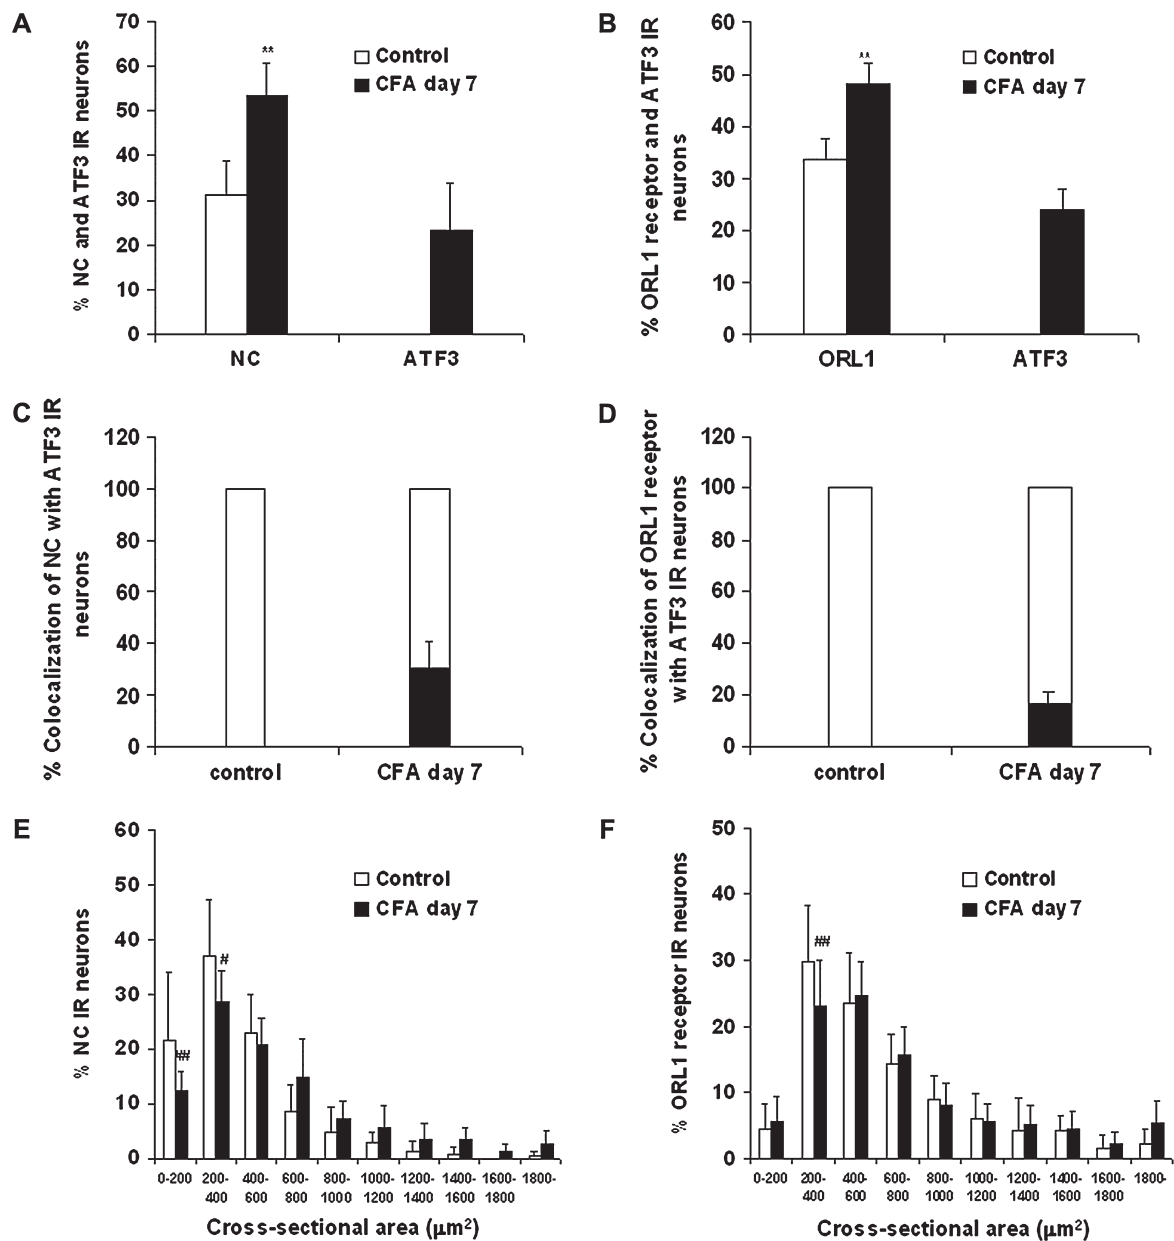 A
% NC and ATF3 IR neurons
70
60
50
40
30
20
10
0
**
Control
CFA day 7
NC
ATF3
B
% ORL1 receptor and ATF3 IR
neurons
60
50
40
30
20
10
0
**
Control
CFA day 7
ORL1
ATF3
C
% Colocalization of NC with ATF3 IR
neurons
120
100
80
60
40
20
0
control
CFA day 7
D
% Colocalization of ORL1 receptor
with ATF3 IR neurons
120
100
80
60
40
20
0
control
CFA day 7
E
% NC IR neurons
60
50
40
30
20
10
0
##
#
Control
CFA day 7
0-200
200-
400
400-
600
600-
800
800-
1000
1000-
1200
1200-
1400
1400-
1600
1600-
1800
1800-
Cross-sectional area (µm²)
F
% ORL1 receptor IR neurons
50
40
30
20
10
0
##
Control
CFA day 7
0-200
200-
400
400-
600
600-
800
800-
1000
1000-
1200
1200-
1400
1400-
1600
1600-
1800
1800-
Cross-sectional area (µm²)